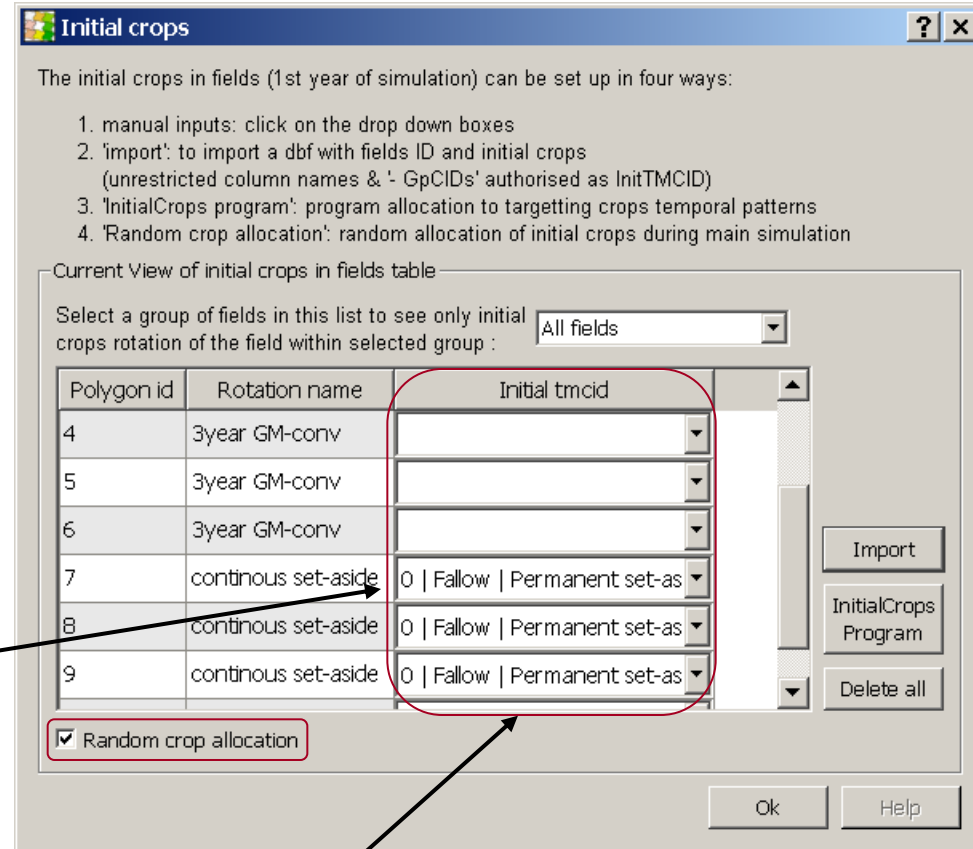 Initial crops
The initial crops in fields (1st year of simulation) can be set up in four ways:
1. manual inputs: click on the drop down boxes
2. 'import': to import a dbf with fields ID and initial crops
(unrestricted column names & '- GpCIDs' authorised as InitTMCID)
3. 'InitialCrops program': program allocation to targetting crops temporal patterns
4. 'Random crop allocation': random allocation of initial crops during main simulation
Current View of initial crops in fields table
Select a group of fields in this list to see only initial
crops rotation of the field within selected group :
All fields
Polygon id Rotation name Initial tmcid
4 3year GM-conv
5 3year GM-conv
6 3year GM-conv
7 continous set-aside 0 | Fallow | Permanent set-as
8 continous set-aside 0 | Fallow | Permanent set-as
9 continous set-aside 0 | Fallow | Permanent set-as
Import
InitialCrops
Program
Delete all
Random crop allocation
Ok Help